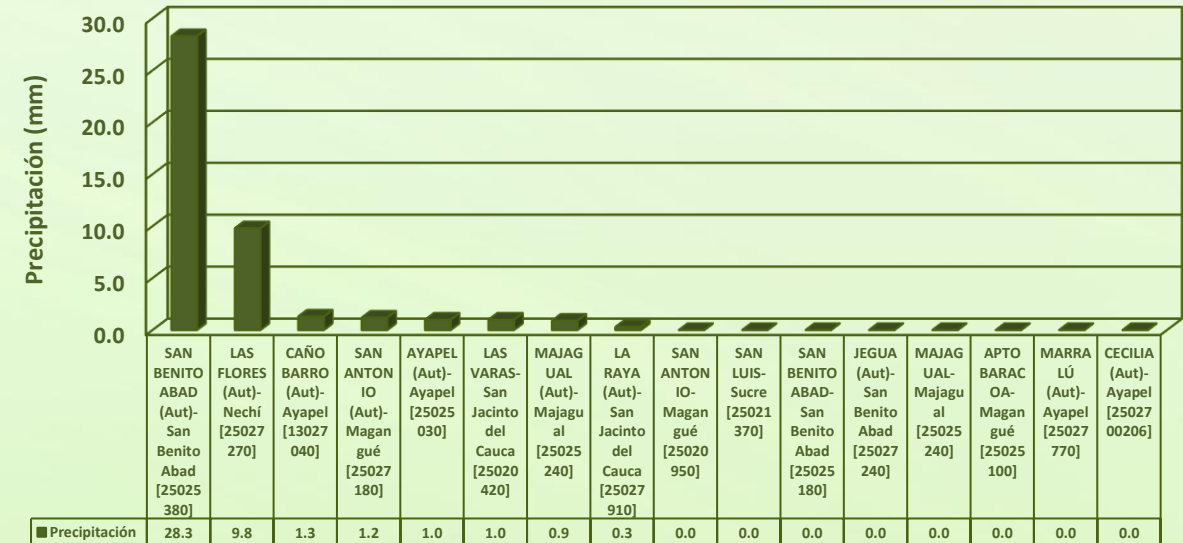 30.0
25.0
20.0
15.0
10.0
5.0
0.0
Precipitación (mm)
SAN BENITO ABAD (Aut)- San Benito Abad [25025 380]
LAS FLORES (Aut)- Nechí [25027 270]
CAÑO BARRO (Aut)- Ayapel [13027 040]
SAN ANTON IO (Aut)- Magan gué [25027 180]
AYAPEL (Aut)- Ayapel [25025 030]
LAS VARAS- San Jacinto del Cauca [25020 420]
MAJAG UAL (Aut)- Majagu al [25025 240]
LA RAYA (Aut)- San Jacinto del Cauca [25027 910]
SAN ANTON IO- Magan gué [25020 950]
SAN LUIS- Sucre [25021 370]
SAN BENITO ABAD- San Benito Abad [25025 180]
JEGUA (Aut)- San Benito Abad [25027 240]
MAJAG UAL- Majagu al [25025 240]
APTO BARAC OA- Magan gué [25025 100]
MARRA LÚ (Aut)- Ayapel [25027 770]
CECILIA (Aut)- Ayapel [25027 00206]
Precipitación 28.3 9.8 1.3 1.2 1.0 1.0 0.9 0.3 0.0 0.0 0.0 0.0 0.0 0.0 0.0 0.0